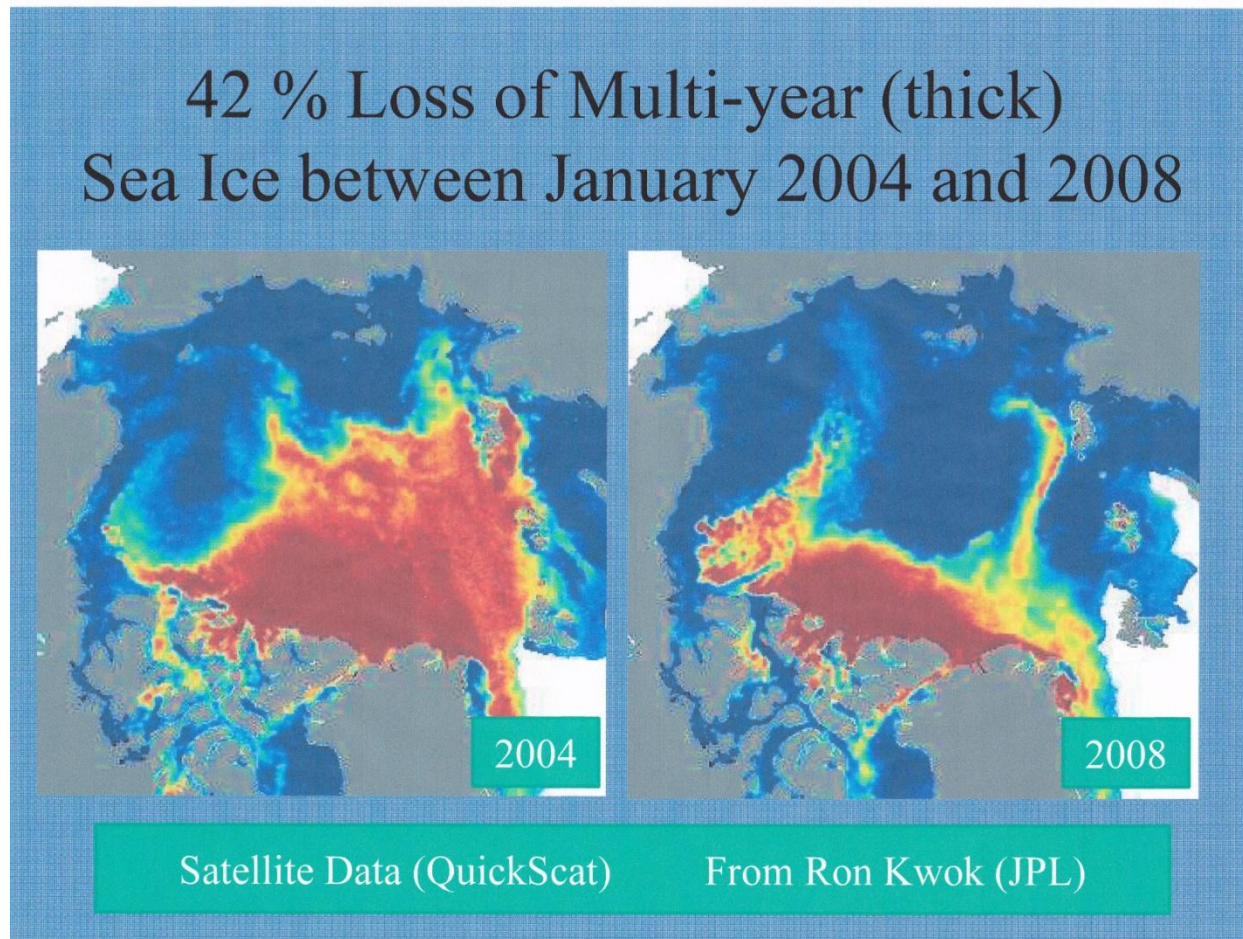 42 % Loss of Multi-year (thick)
Sea Ice between January 2004 and 2008
2004
2008
Satellite Data (QuickScat) From Ron Kwok (JPL)